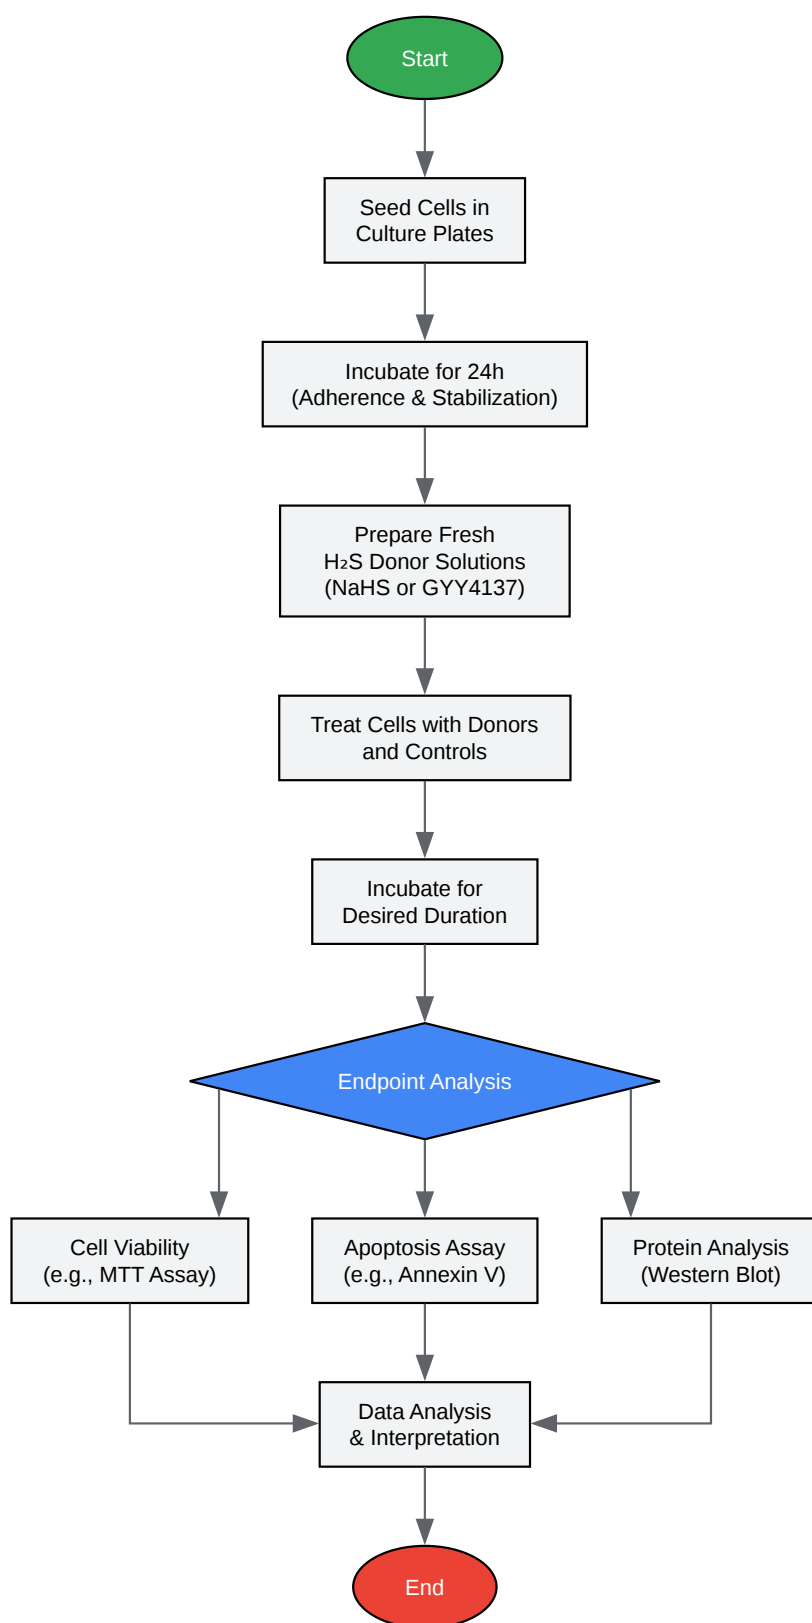 Start
Seed Cells in
Culture Plates
Incubate for 24h
(Adherence & Stabilization)
Prepare Fresh
H₂S Donor Solutions
(NaHS or GYY4137)
Treat Cells with Donors
and Controls
Incubate for
Desired Duration
Endpoint Analysis
Cell Viability
(e.g., MTT Assay)
Apoptosis Assay
(e.g., Annexin V)
Protein Analysis
(Western Blot)
Data Analysis
& Interpretation
End